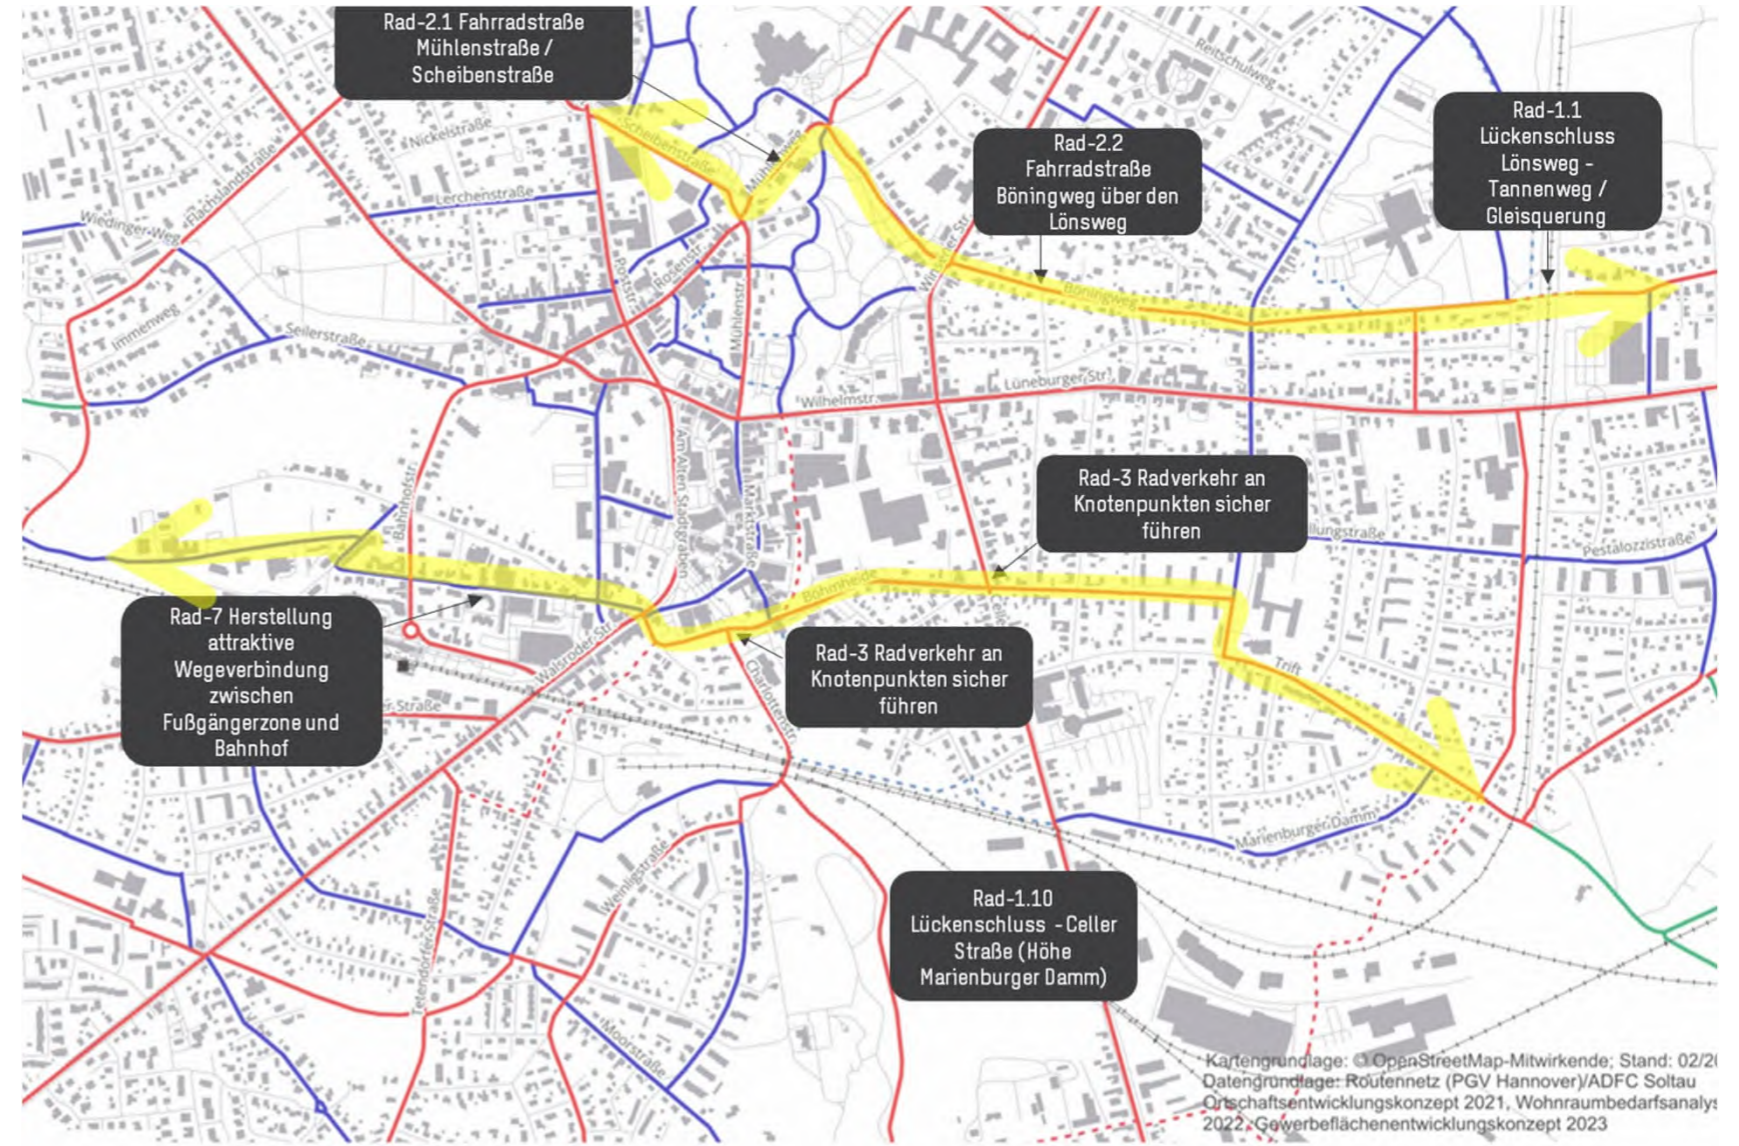 Rad-2.1 Fahrradstraße
Mühlenstraße /
Scheibenstraße
Rad-1.1
Lückenschluss
Lönsweg -
Tannenweg /
Gleisquerung
Rad-2.2
Fahrradstraße
Böningweg über den
Lönsweg
Reitschulweg
Nickelstraße
Scheibenstraße
Flachslandstraße
Lerchenstraße
Wiedinger Weg
Poststr.
Rosenstr.
Böningweg
Immenweg
Seilerstraße
Mühlenstr.
Lüneburger Str.
Wilhelmstr.
Bahnhofstr.
Am Alten Stadtgraben
Marktstraße
Rad-3 Radverkehr an
Knotenpunkten sicher
führen
Pestalozzistraße
Böhmheide
Rad-7 Herstellung
attraktive
Wegeverbindung
zwischen
Fußgängerzone und
Bahnhof
Walsroder Str.
Rad-3 Radverkehr an
Knotenpunkten sicher
führen
Charlottenstr.
Trift
Straße
Marienburger Damm
Weinligstraße
Tetendorfer Straße
Rad-1.10
Lückenschluss - Celler
Straße (Höhe
Marienburger Damm)
Moorstraße
Kartengrundlage: © OpenStreetMap-Mitwirkende; Stand: 02/20
Datengrundlage: Routennetz (PGV Hannover)/ADFC Soltau
Ortschaftsentwicklungskonzept 2021, Wohnraumbedarfsanalys
2022, Gewerbeflächenentwicklungskonzept 2023